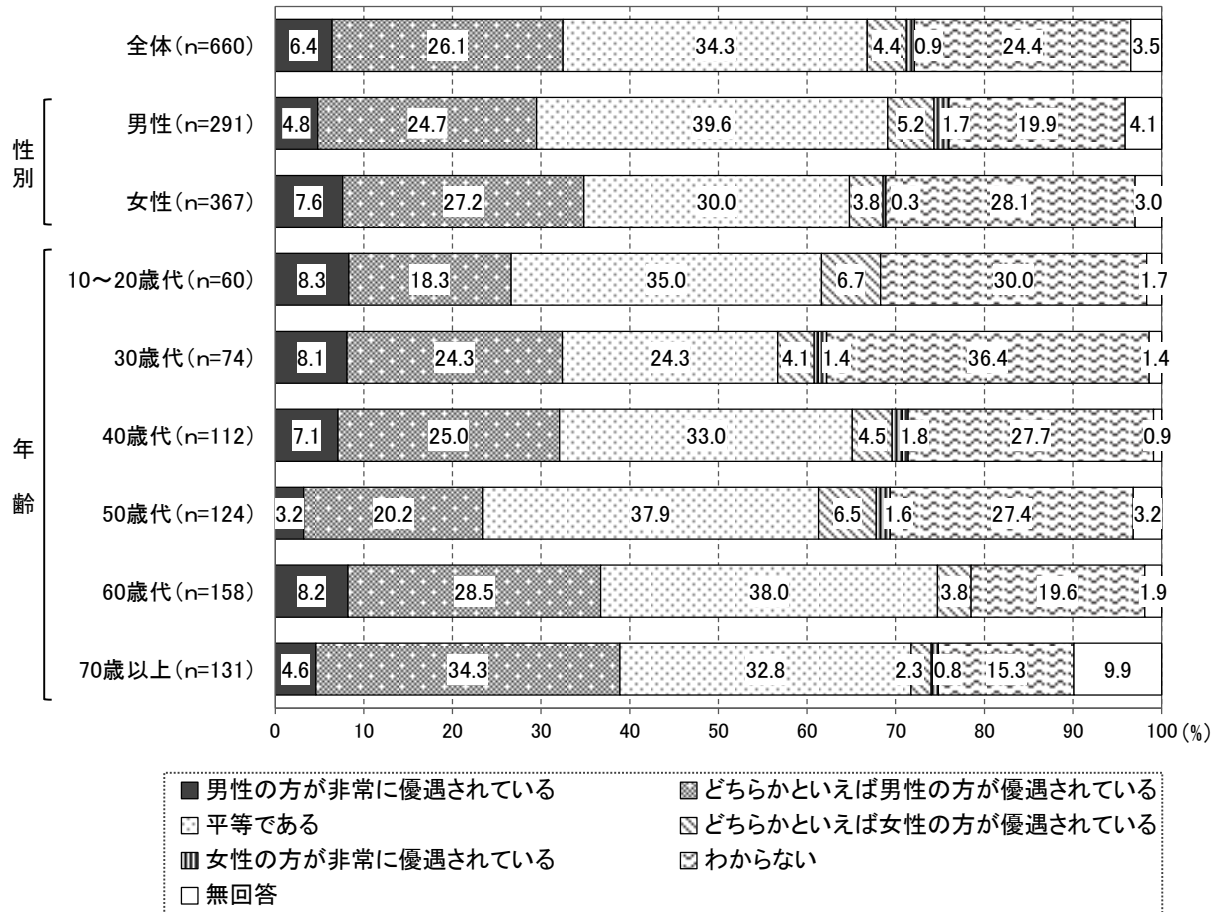 全体(n=660) 6.4 26.1 34.3 4.4 0.9 24.4 3.5
性別
男性(n=291) 4.8 24.7 39.6 5.2 1.7 19.9 4.1
女性(n=367) 7.6 27.2 30.0 3.8 0.3 28.1 3.0
年齢
10～20歳代(n=60) 8.3 18.3 35.0 6.7 30.0 1.7
30歳代(n=74) 8.1 24.3 24.3 4.1 1.4 36.4 1.4
40歳代(n=112) 7.1 25.0 33.0 4.5 1.8 27.7 0.9
50歳代(n=124) 3.2 20.2 37.9 6.5 1.6 27.4 3.2
60歳代(n=158) 8.2 28.5 38.0 3.8 19.6 1.9
70歳以上(n=131) 4.6 34.3 32.8 2.3 0.8 15.3 9.9
0 10 20 30 40 50 60 70 80 90 100 (%)
男性の方が非常に優遇されている どちらかといえば男性の方が優遇されている
平等である どちらかといえば女性の方が優遇されている
女性の方が非常に優遇されている わからない
無回答